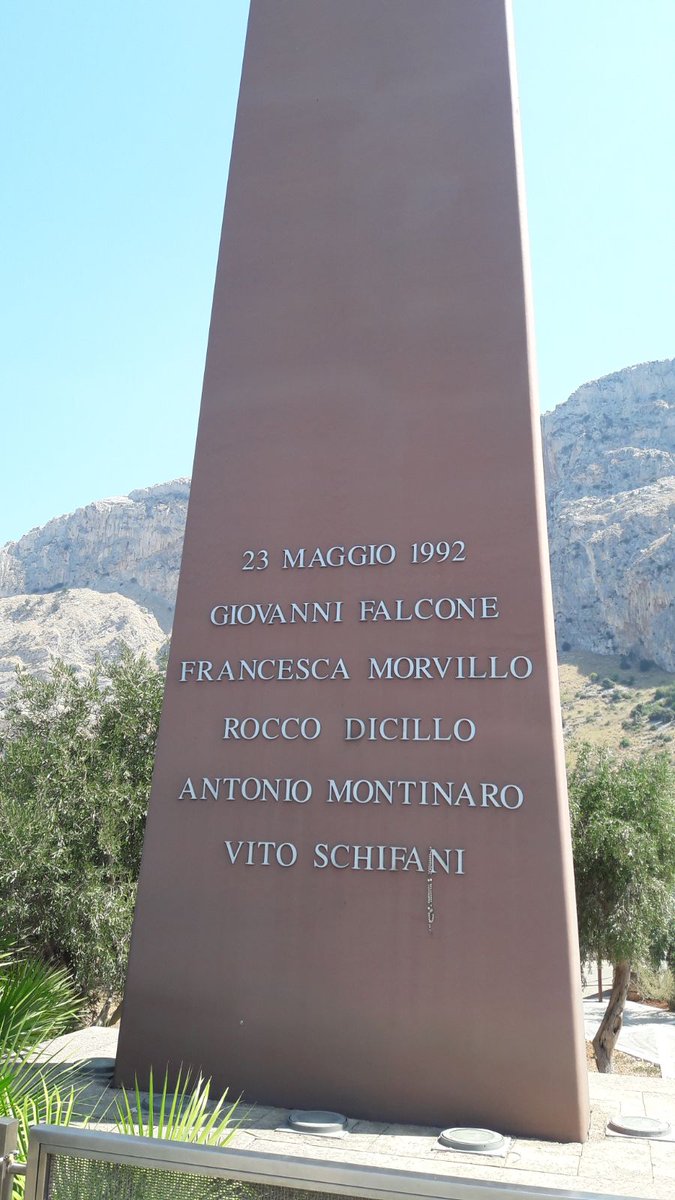 23 MAGGIO 1992
GIOVANNI FALCONE
FRANCESCA MORVILLO
ROCCO DICILLO
ANTONIO MONTINARO
VITO SCHIFANI